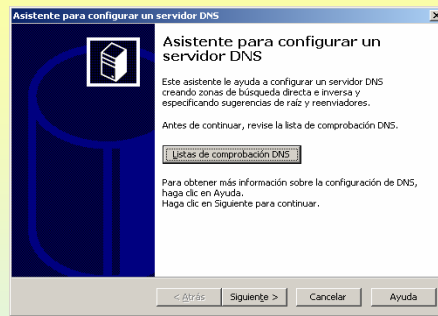 Asistente para configurar un servidor DNS
Asistente para configurar un
servidor DNS
Este asistente le ayuda a configurar un servidor DNS
creando zonas de búsqueda directa e inversa y
especificando sugerencias de raíz y reenviadores.
Antes de continuar, revise la lista de comprobación DNS.
Listas de comprobación DNS
Para obtener más información sobre la configuración de DNS,
haga clic en Ayuda.
Haga clic en Siguiente para continuar.
< Atrás Siguiente > Cancelar Ayuda